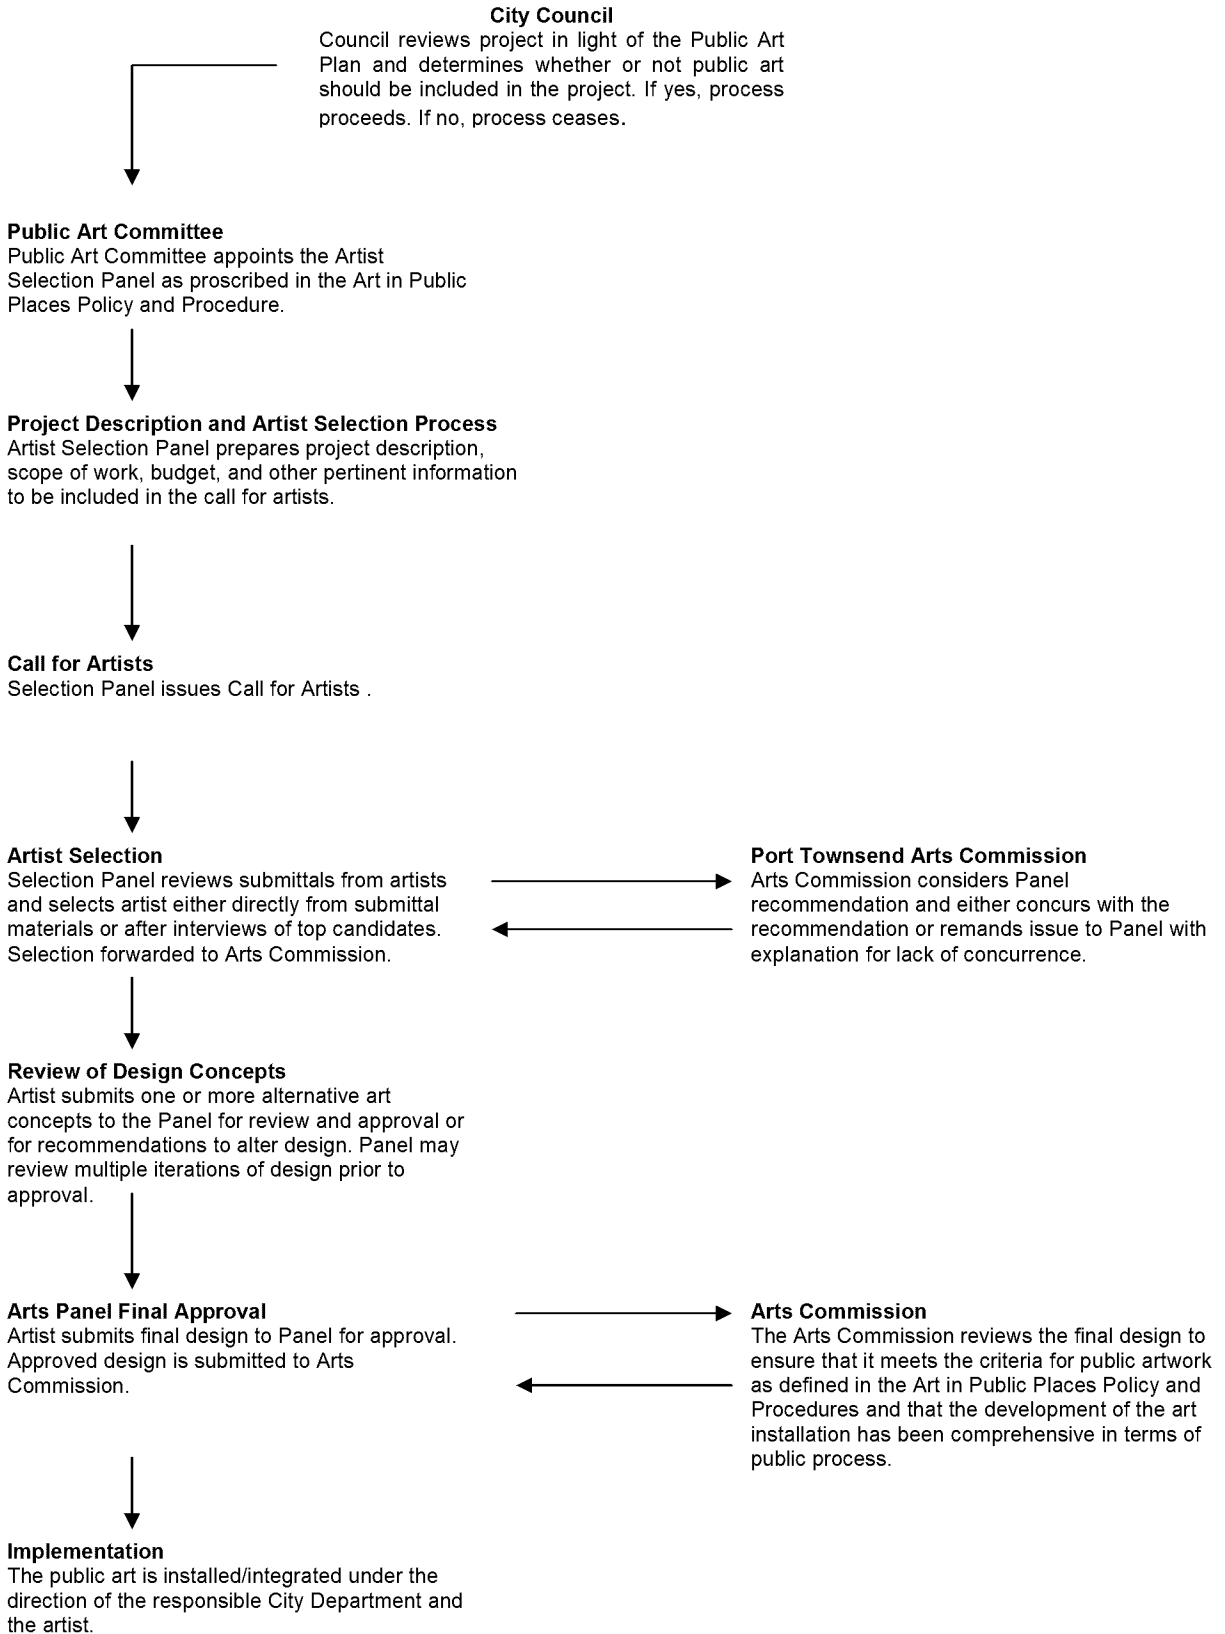 City Council
Council reviews project in light of the Public Art
Plan and determines whether or not public art
should be included in the project. If yes, process
proceeds. If no, process ceases.
Public Art Committee
Public Art Committee appoints the Artist
Selection Panel as proscribed in the Art in Public
Places Policy and Procedure.
Project Description and Artist Selection Process
Artist Selection Panel prepares project description,
scope of work, budget, and other pertinent information
to be included in the call for artists.
Call for Artists
Selection Panel issues Call for Artists .
Artist Selection
Selection Panel reviews submittals from artists
and selects artist either directly from submittal
materials or after interviews of top candidates.
Selection forwarded to Arts Commission.
Port Townsend Arts Commission
Arts Commission considers Panel
recommendation and either concurs with the
recommendation or remands issue to Panel with
explanation for lack of concurrence.
Review of Design Concepts
Artist submits one or more alternative art
concepts to the Panel for review and approval or
for recommendations to alter design. Panel may
review multiple iterations of design prior to
approval.
Arts Panel Final Approval
Artist submits final design to Panel for approval.
Approved design is submitted to Arts
Commission.
Arts Commission
The Arts Commission reviews the final design to
ensure that it meets the criteria for public artwork
as defined in the Art in Public Places Policy and
Procedures and that the development of the art
installation has been comprehensive in terms of
public process.
Implementation
The public art is installed/integrated under the
direction of the responsible City Department and
the artist.